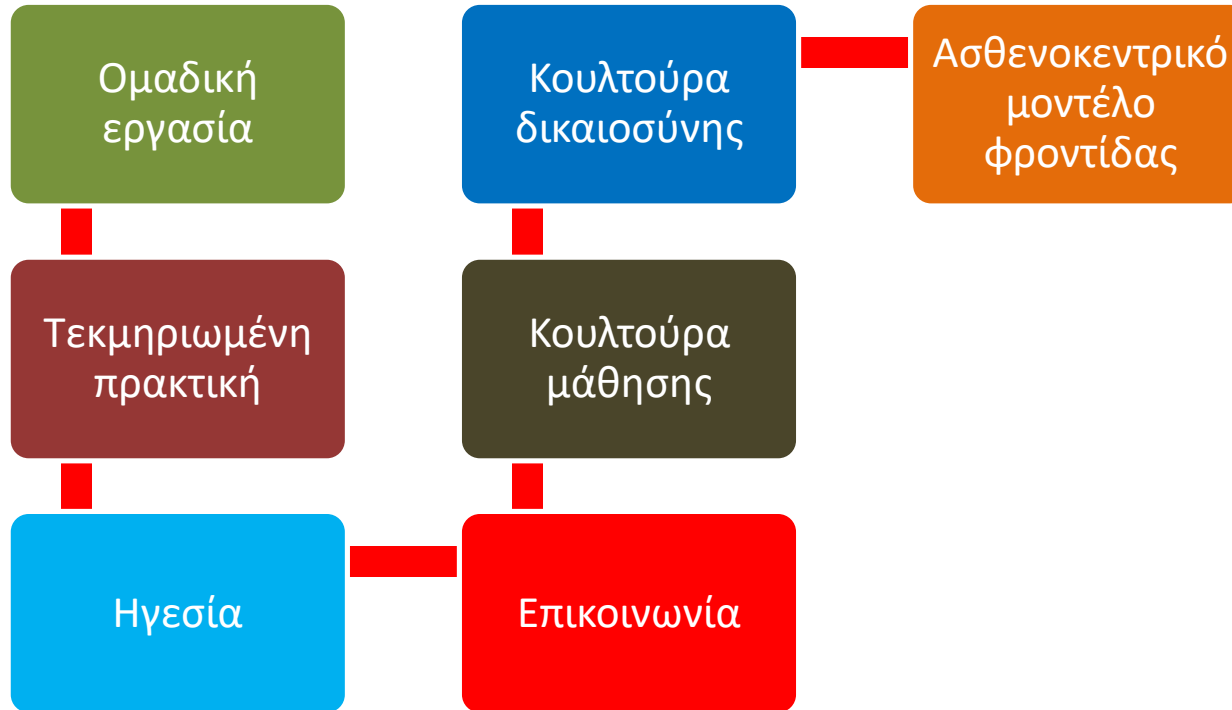 Ομαδική
εργασία
Τεκμηριωμένη
πρακτική
Ηγεσία
Επικοινωνία
Κουλτούρα
μάθησης
Κουλτούρα
δικαιοσύνης
Ασθενοκεντρικό
μοντέλο
φροντίδας